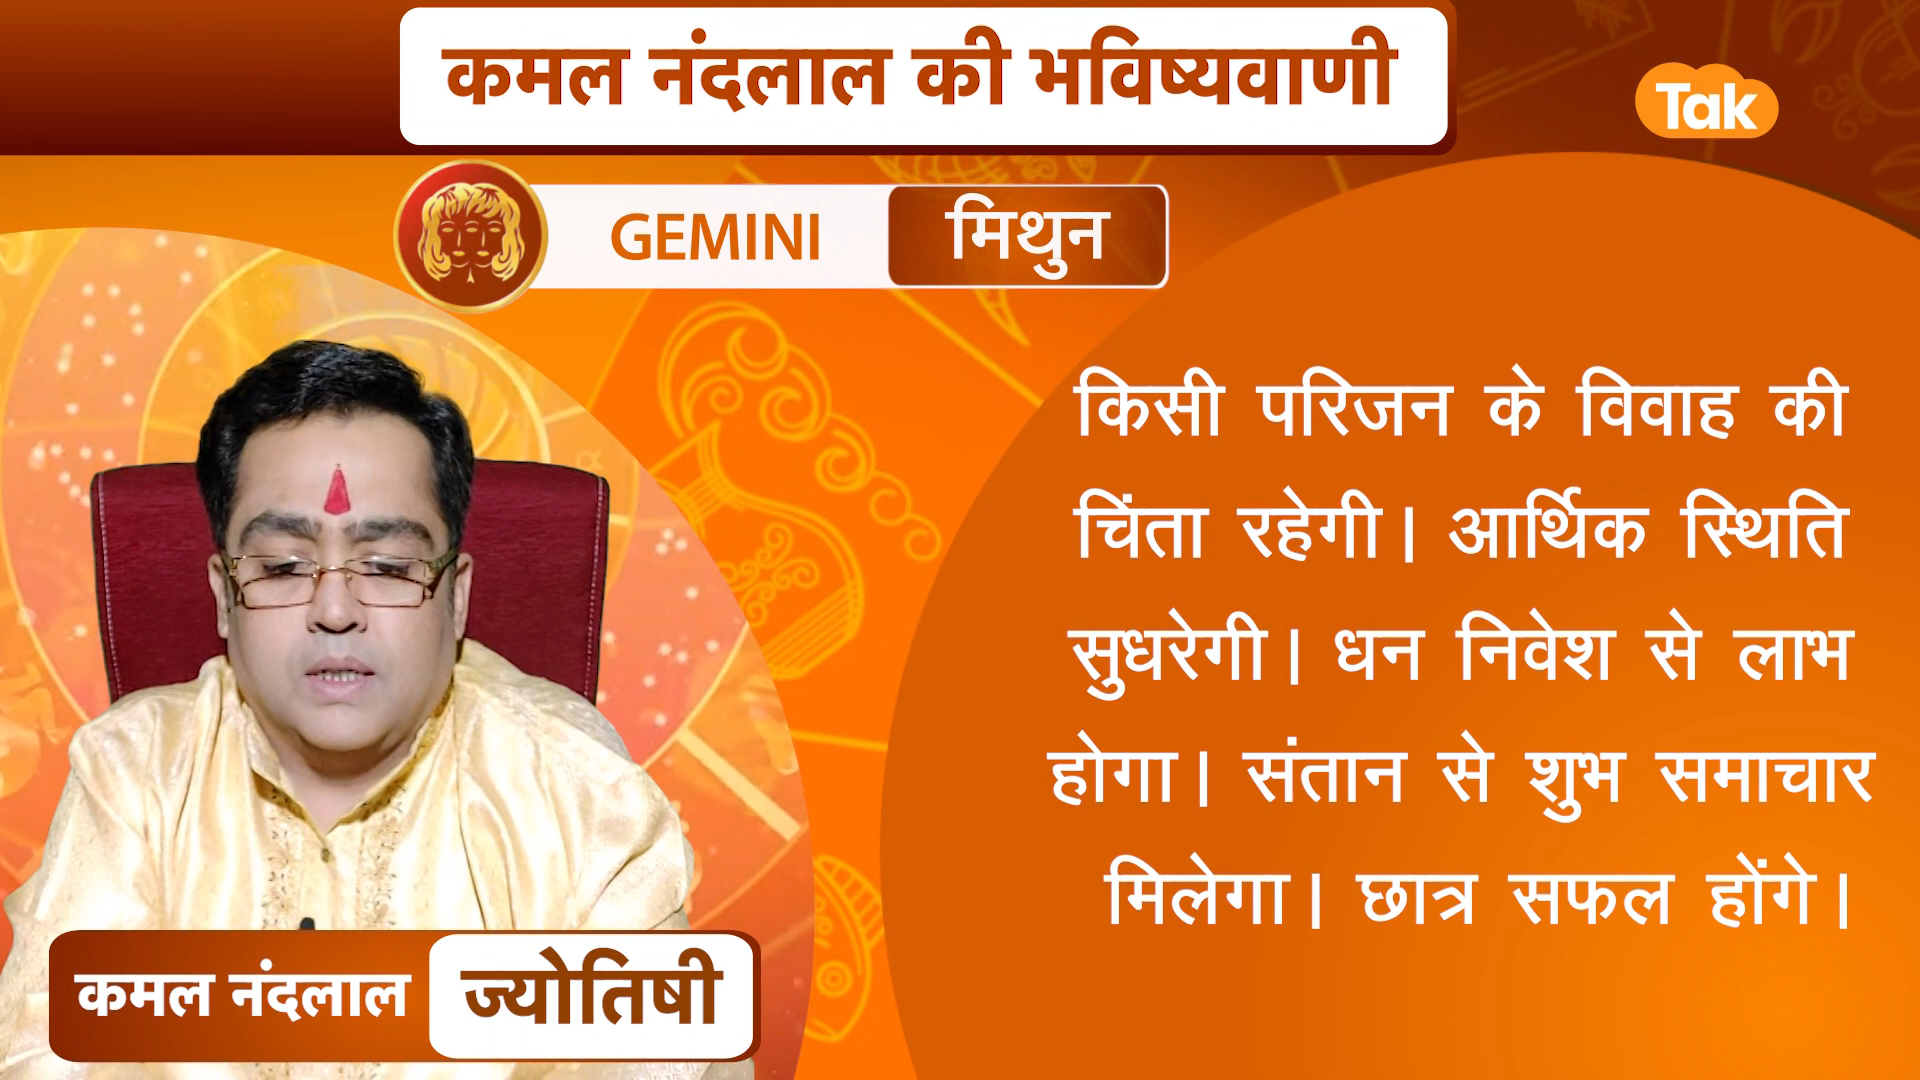 कमल नंदलाल की भविष्यवाणी
Tak
GEMINI मिथुन
किसी परिजन के विवाह की
चिंता रहेगी। आर्थिक स्थिति
सुधरेगी। धन निवेश से लाभ
होगा। संतान से शुभ समाचार
मिलेगा। छात्र सफल होंगे।
कमल नंदलाल ज्योतिषी